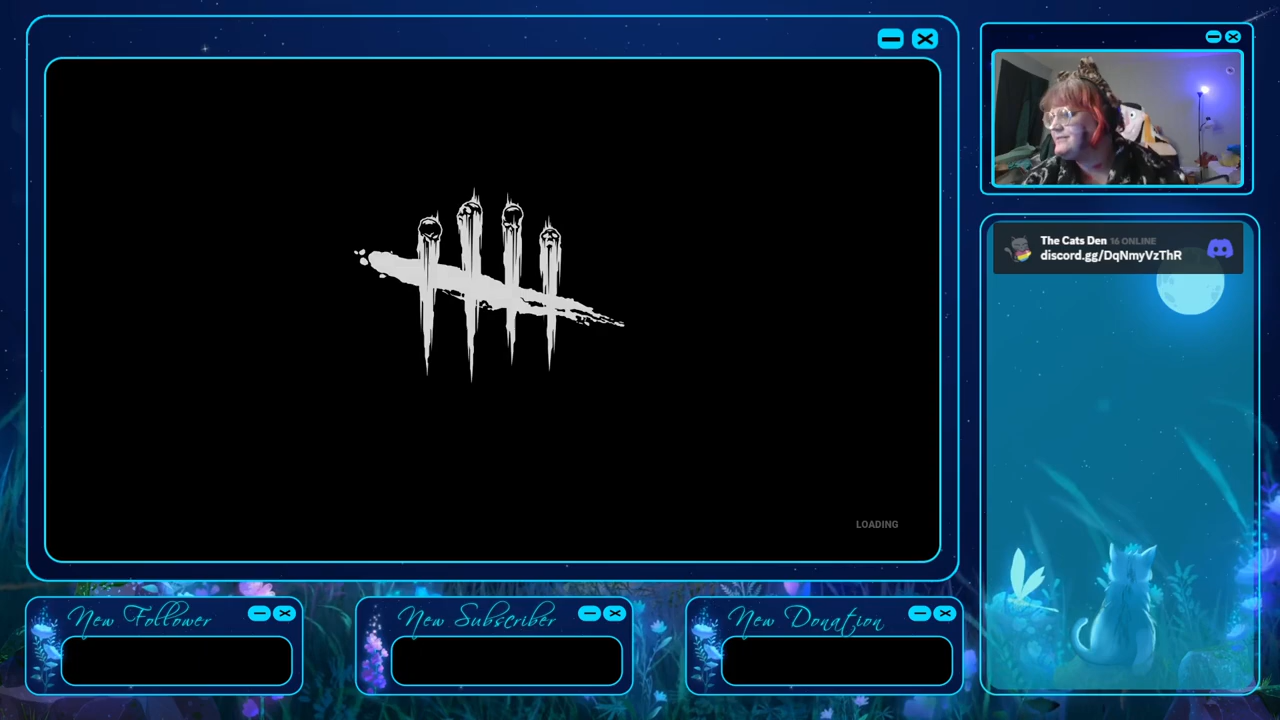 The Cats Den 16 ONLINE
discord.gg/DqNmyVzThR
LOADING
New Follower
New Subscriber
New Donation